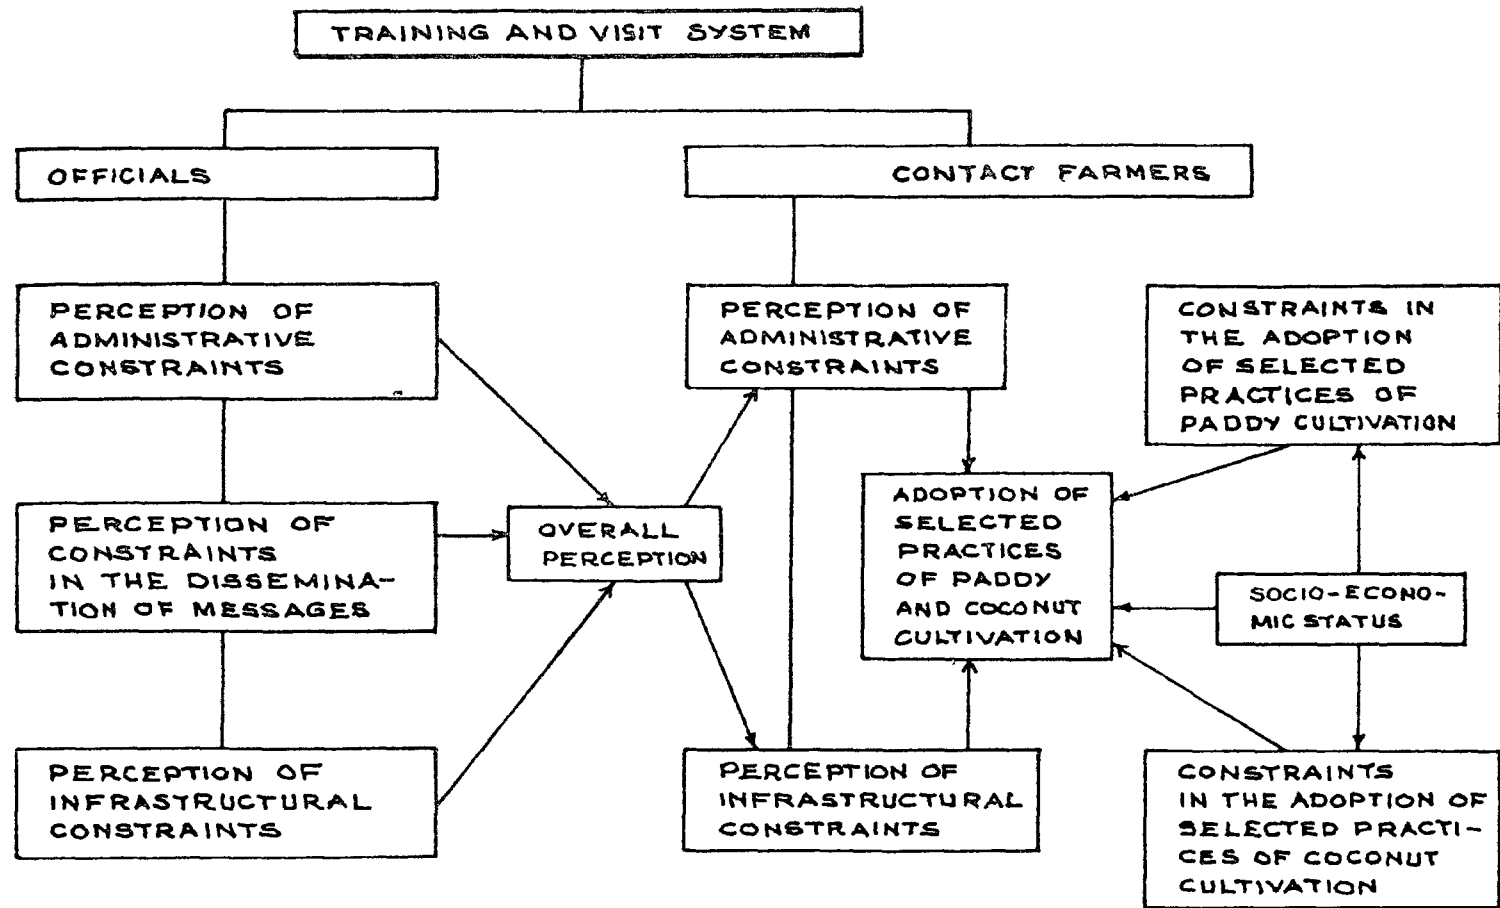 TRAINING AND VISIT SYSTEM
OFFICIALS
CONTACT FARMERS
PERCEPTION OF
ADMINISTRATIVE
CONSTRAINTS
PERCEPTION OF
ADMINISTRATIVE
CONSTRAINTS
CONSTRAINTS IN
THE ADOPTION
OF SELECTED
PRACTICES OF
PADDY CULTIVATION
PERCEPTION OF
CONSTRAINTS
IN THE DISSEMINA-
TION OF MESSAGES
OVERALL
PERCEPTION
ADOPTION OF
SELECTED
PRACTICES
OF PADDY
AND COCONUT
CULTIVATION
SOCIO-ECONO-
MIC STATUS
PERCEPTION OF
INFRASTRUCTURAL
CONSTRAINTS
PERCEPTION OF
INFRASTRUCTURAL
CONSTRAINTS
CONSTRAINTS
IN THE ADOPTION OF
SELECTED PRACTI-
CES OF COCONUT
CULTIVATION